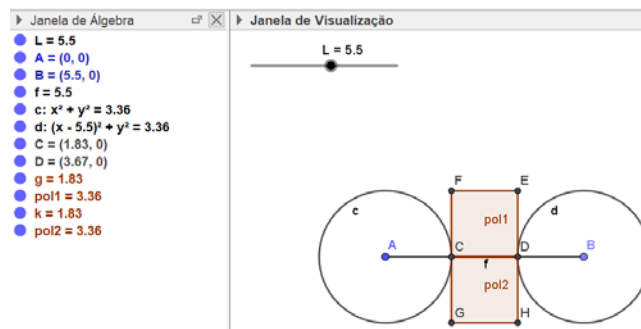 Janela de Álgebra
L = 5.5
A = (0, 0)
B = (5.5, 0)
f = 5.5
c: x² + y² = 3.36
d: (x - 5.5)² + y² = 3.36
C = (1.83, 0)
D = (3.67, 0)
g = 1.83
pol1 = 3.36
k = 1.83
pol2 = 3.36
Janela de Visualização
L = 5.5
F E
c pol1 d
A C D B
f
pol2
G H